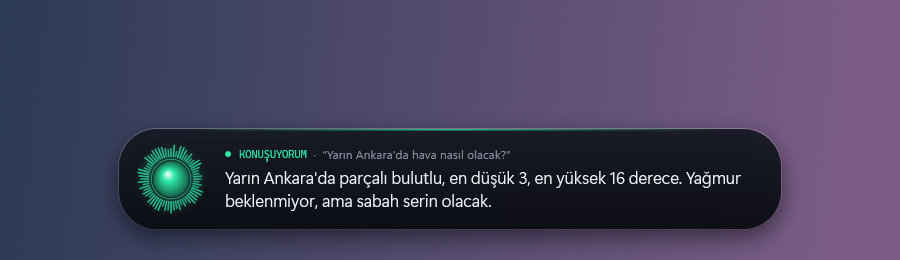 KONUŞUYORUM · "Yarın Ankara'da hava nasıl olacak?"
Yarın Ankara'da parçalı bulutlu, en düşük 3, en yüksek 16 derece. Yağmur
beklenmiyor, ama sabah serin olacak.